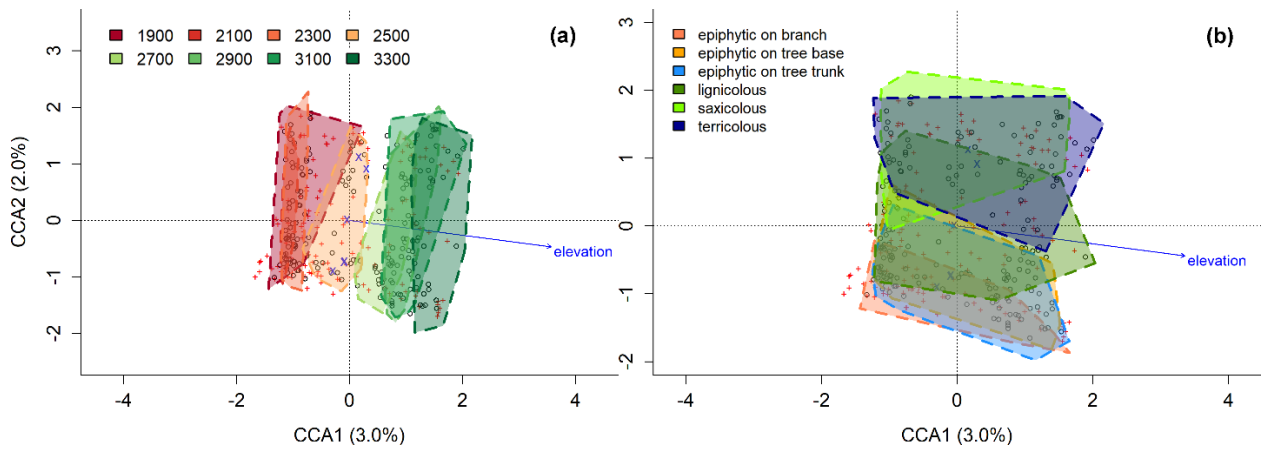 1900 2100 2300 2500
2700 2900 3100 3300
(a)
3
2
1
0
-1
-2
CCA2 (2.0%)
elevation
-4 -2 0 2 4
CCA1 (3.0%)
epiphytic on branch
epiphytic on tree base
epiphytic on tree trunk
lignicolous
saxicolous
terricolous
(b)
3
2
1
0
-1
-2
elevation
-4 -2 0 2 4
CCA1 (3.0%)